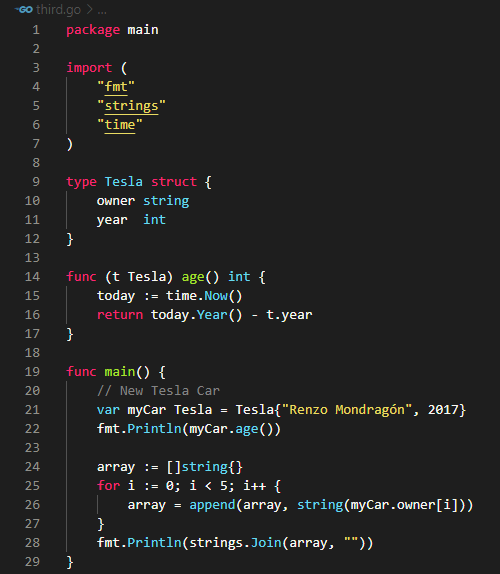 GO third.go > ...
1 package main
2
3 import (
4     "fmt"
5     "strings"
6     "time"
7 )
8
9 type Tesla struct {
10     owner string
11     year  int
12 }
13
14 func (t Tesla) age() int {
15     today := time.Now()
16     return today.Year() - t.year
17 }
18
19 func main() {
20     // New Tesla Car
21     var myCar Tesla = Tesla{"Renzo Mondragón", 2017}
22     fmt.Println(myCar.age())
23
24     array := []string{}
25     for i := 0; i < 5; i++ {
26         array = append(array, string(myCar.owner[i]))
27     }
28     fmt.Println(strings.Join(array, ""))
29 }